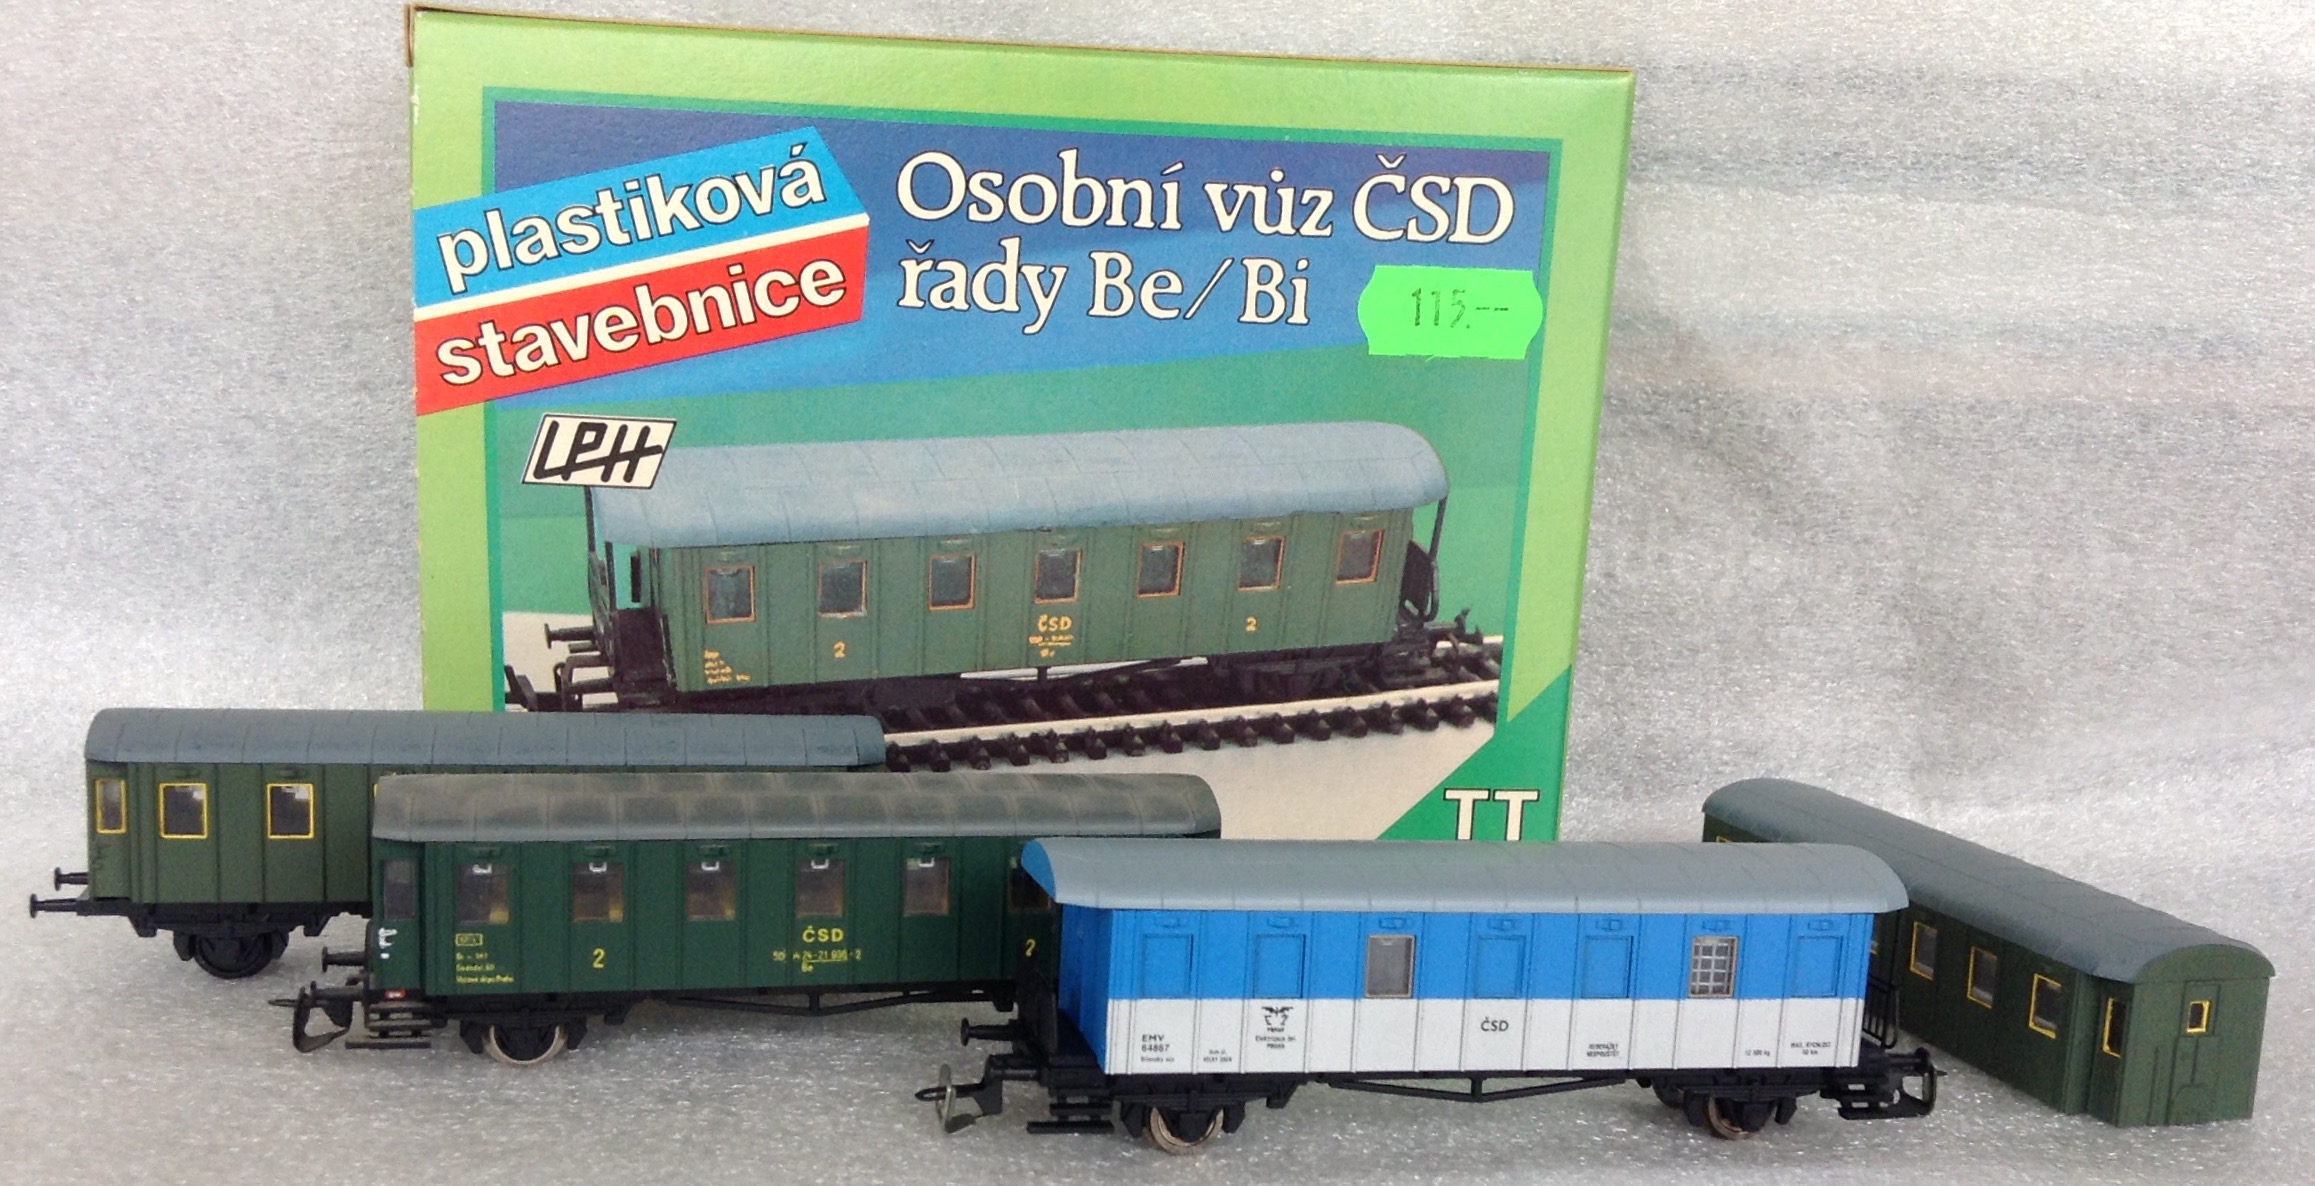 plastiková
stavebnice
Osobní vůz ČSD
řady Be/Bi
115.--
LPH
ČSD
2
2
TT
2
ČSD
Be
2
EMV
64887
ČSD